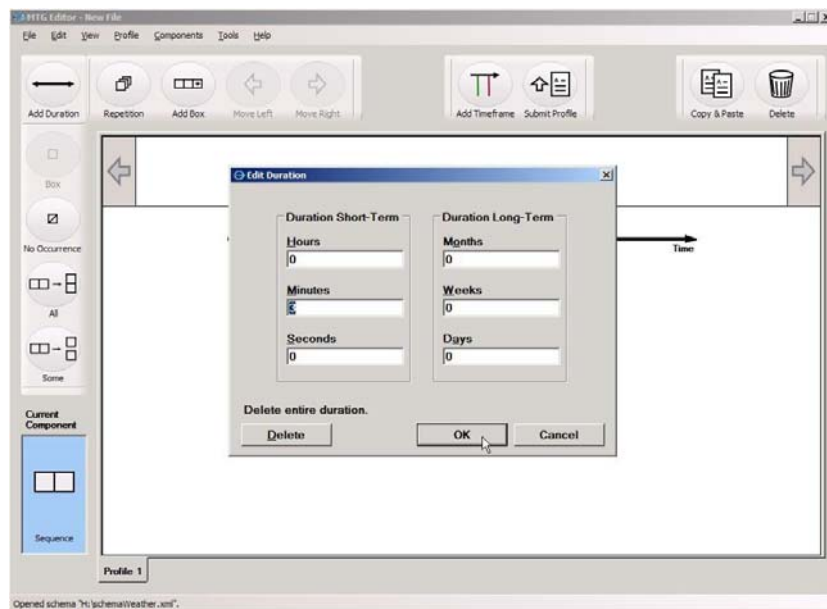 MTG Editor - New File
File Edit View Profile Components Tools Help
Add Duration Repetition Add Box Move Left Move Right Add Timeframe Submit Profile Copy & Paste Delete
Box
No Occurrence
All
Some
Current
Component
Sequence
Edit Duration
Duration Short-Term Duration Long-Term
Hours Months
0 0
Minutes Weeks
0
Seconds Days
0 0
Delete entire duration.
Delete OK Cancel
Time
Profile 1
Opened schema "H:\schemaWeather.xml".